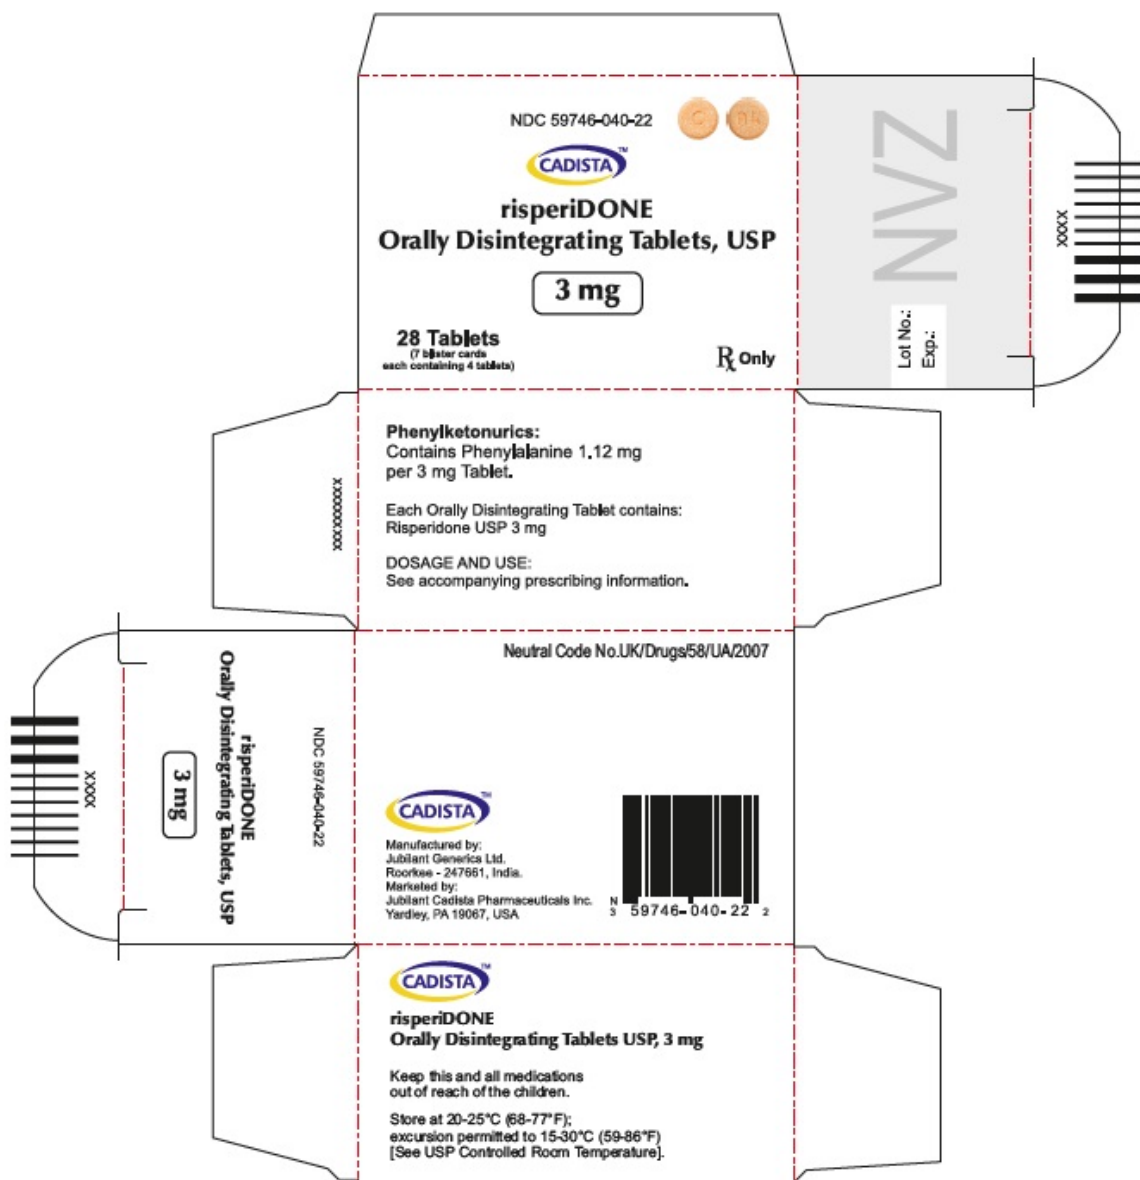 NDC 59746-040-22
C
CADISTA™
risperiDONE
Orally Disintegrating Tablets, USP
3 mg
28 Tablets
(7 blister cards
each containing 4 tablets)
Rx Only
NVZ
Lot No.:
Exp.:
XXXX
Phenylketonurics:
Contains Phenylalanine 1.12 mg
per 3 mg Tablet.
Each Orally Disintegrating Tablet contains:
Risperidone USP 3 mg
DOSAGE AND USE:
See accompanying prescribing information.
XXXXXXXXX
Neutral Code No.UK/Drugs/58/UA/2007
CADISTA™
Manufactured by:
Jubilant Generics Ltd.
Roorkee - 247661, India.
Marketed by:
Jubilant Cadista Pharmaceuticals Inc.
Yardley, PA 19067, USA
N
3 59746-040-22 2
NDC 59746-040-22
risperiDONE
Orally Disintegrating Tablets, USP
3 mg
XXXX
CADISTA™
risperiDONE
Orally Disintegrating Tablets USP, 3 mg
Keep this and all medications
out of reach of the children.
Store at 20-25°C (68-77°F);
excursion permitted to 15-30°C (59-86°F)
[See USP Controlled Room Temperature].